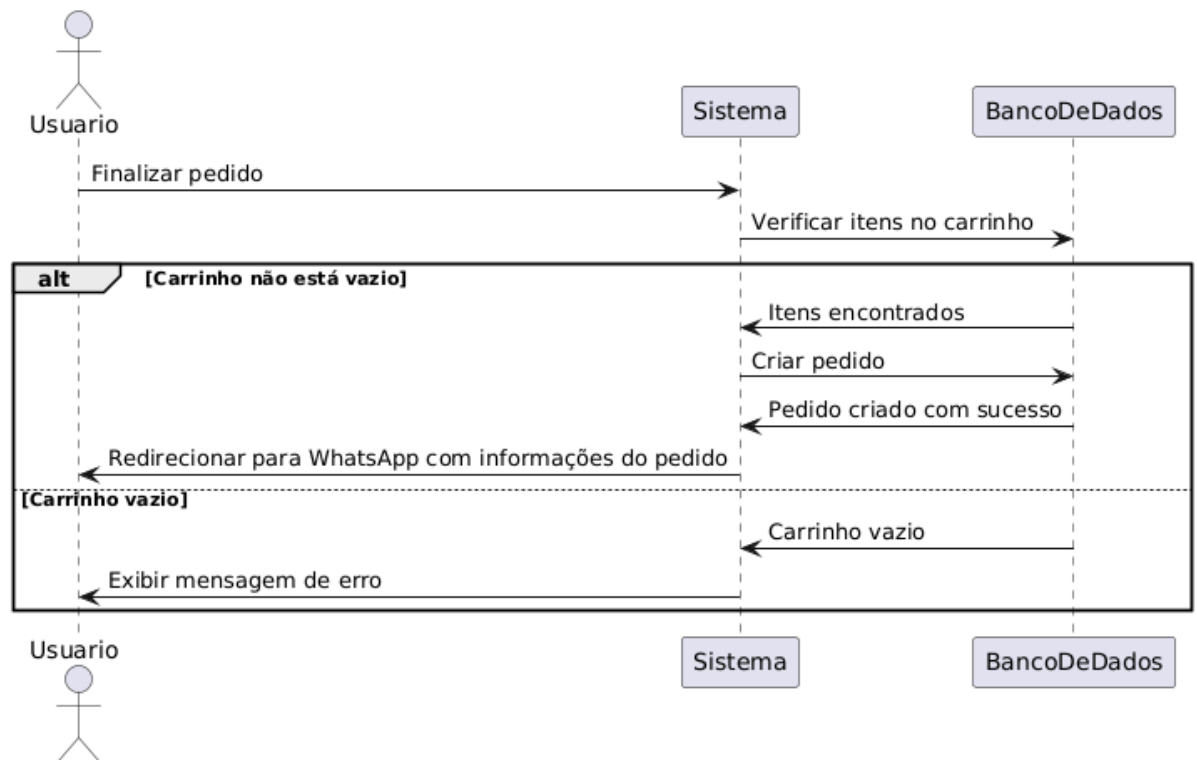 Usuario
Sistema
BancoDeDados
Finalizar pedido
Verificar itens no carrinho
alt
[Carrinho não está vazio]
Itens encontrados
Criar pedido
Pedido criado com sucesso
Redirecionar para WhatsApp com informações do pedido
[Carrinho vazio]
Carrinho vazio
Exibir mensagem de erro
Usuario
Sistema
BancoDeDados